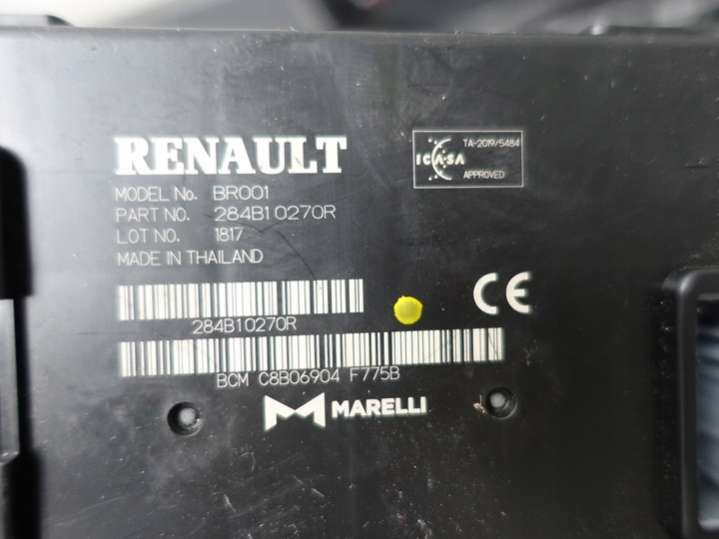 RENAULT
MODEL No. BR001
PART NO. 284B10270R
LOT NO. 1817
MADE IN THAILAND
TA-2019/5484
ICASA
APPROVED
284B10270R
CE
BCM C8B06904 F775B
MARELLI